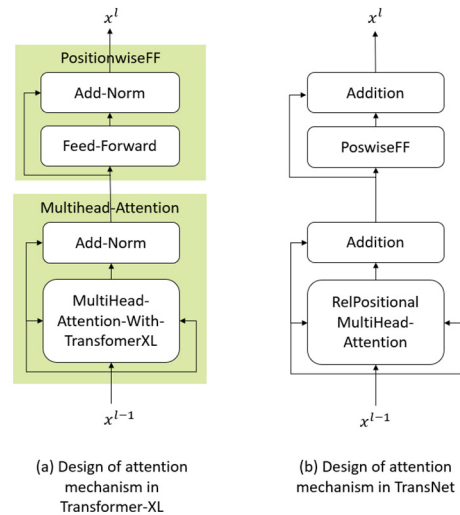 x^l
PositionwiseFF
Add-Norm
Feed-Forward
Multihead-Attention
Add-Norm
MultiHead-
Attention-With-
TransfomerXL
x^{l-1}
(a) Design of attention
mechanism in
Transformer-XL
x^l
Addition
PoswiseFF
Addition
RelPositional
MultiHead-
Attention
x^{l-1}
(b) Design of attention
mechanism in TransNet